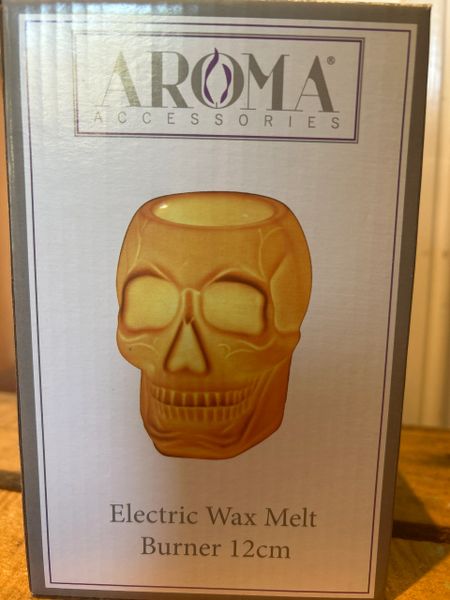 AROMA®
ACCESSORIES
Electric Wax Melt
Burner 12cm